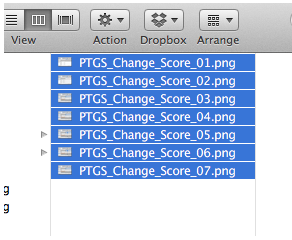 View Action Dropbox Arrange
PTGS_Change_Score_01.png
PTGS_Change_Score_02.png
PTGS_Change_Score_03.png
PTGS_Change_Score_04.png
PTGS_Change_Score_05.png
PTGS_Change_Score_06.png
PTGS_Change_Score_07.png
g
g